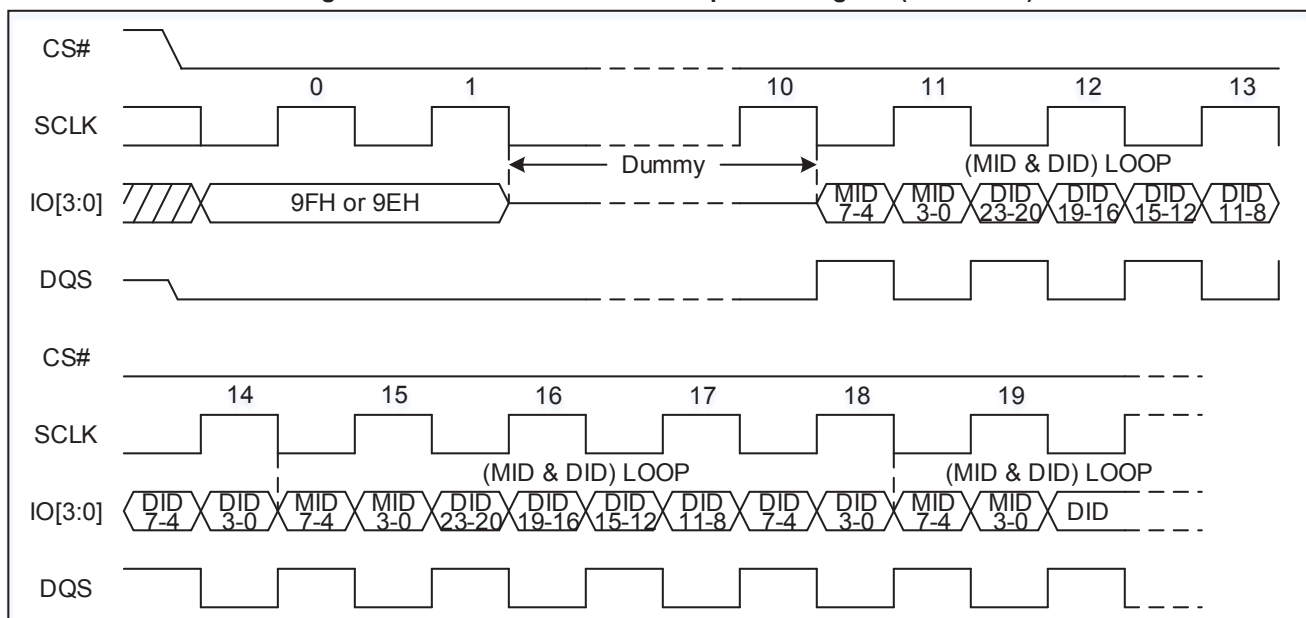 CS#
0 1 10 11 12 13
SCLK
Dummy (MID & DID) LOOP
IO[3:0] 9FH or 9EH MID 7-4 MID 3-0 DID 23-20 DID 19-16 DID 15-12 DID 11-8
DQS
CS#
14 15 16 17 18 19
SCLK
(MID & DID) LOOP (MID & DID) LOOP
IO[3:0] DID 7-4 DID 3-0 MID 7-4 MID 3-0 DID 23-20 DID 19-16 DID 15-12 DID 11-8 DID 7-4 DID 3-0 MID 7-4 MID 3-0 DID
DQS